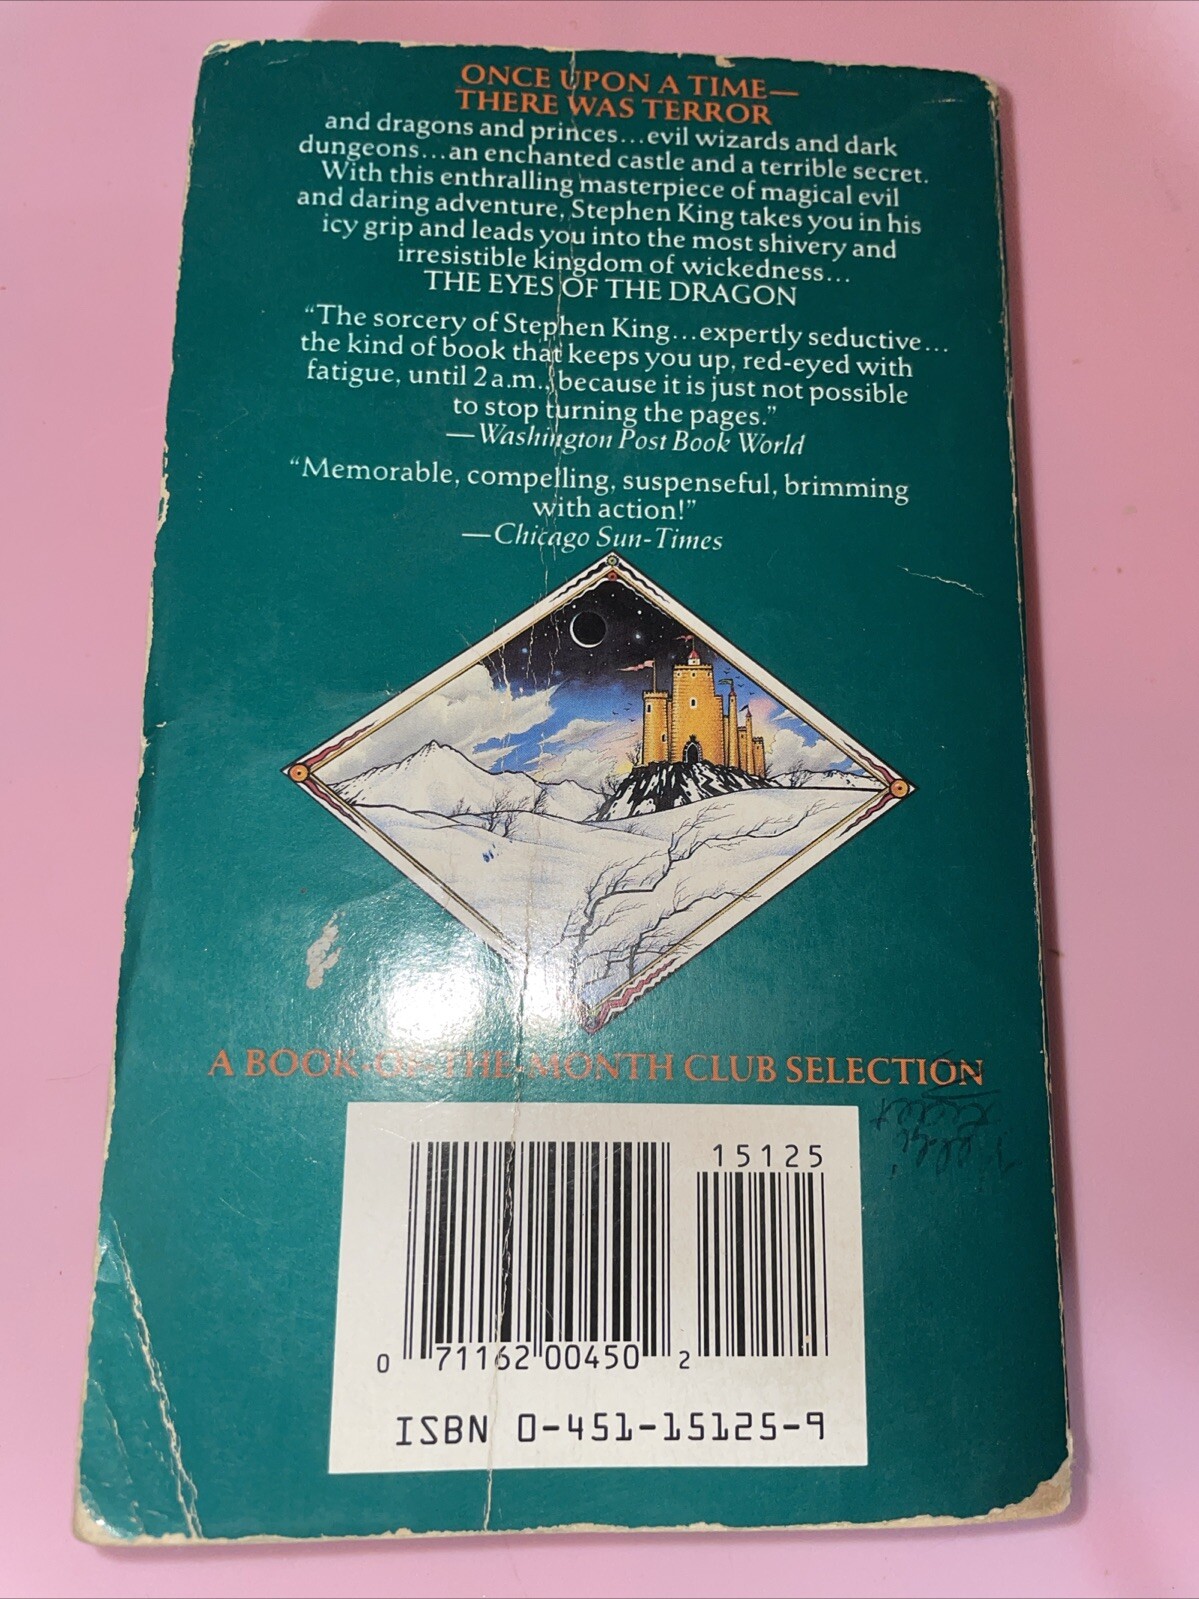 ONCE UPON A TIME—
THERE WAS TERROR
and dragons and princes...evil wizards and dark
dungeons...an enchanted castle and a terrible secret.
With this enthralling masterpiece of magical evil
and daring adventure, Stephen King takes you in his
icy grip and leads you into the most shivery and
irresistible kingdom of wickedness...
THE EYES OF THE DRAGON
“The sorcery of Stephen King...expertly seductive...
the kind of book that keeps you up, red-eyed with
fatigue, until 2 a.m., because it is just not possible
to stop turning the pages.”
—Washington Post Book World
“Memorable, compelling, suspenseful, brimming
with action!”
—Chicago Sun-Times
A BOOK-OF-THE-MONTH CLUB SELECTION
15125
0 71162 00450 2
ISBN 0-451-15125-9